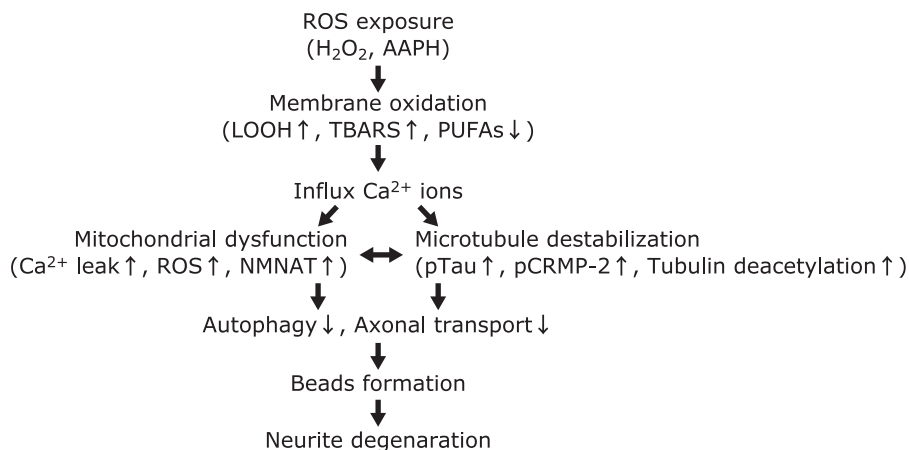 ROS exposure
(H₂O₂, AAPH)
Membrane oxidation
(LOOH↑, TBARS↑, PUFAs↓)
Influx Ca²⁺ ions
Mitochondrial dysfunction
(Ca²⁺ leak↑, ROS↑, NMNAT↑)
Microtubule destabilization
(pTau↑, pCRMP-2↑, Tubulin deacetylation↑)
Autophagy↓, Axonal transport↓
Beads formation
Neurite degenaration